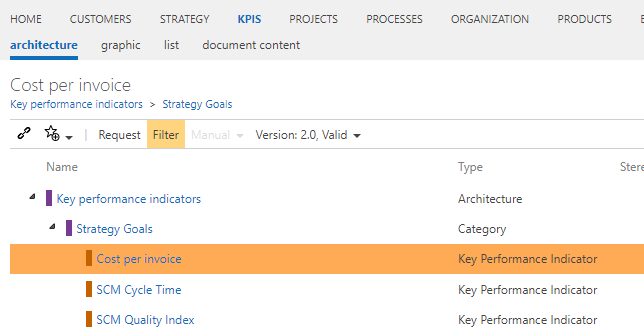 HOME CUSTOMERS STRATEGY KPIS PROJECTS PROCESSES ORGANIZATION PRODUCTS
architecture graphic list document content
Cost per invoice
Key performance indicators > Strategy Goals
Request Filter Manual Version: 2.0, Valid
Name Type
Key performance indicators Architecture
Strategy Goals Category
Cost per invoice Key Performance Indicator
SCM Cycle Time Key Performance Indicator
SCM Quality Index Key Performance Indicator